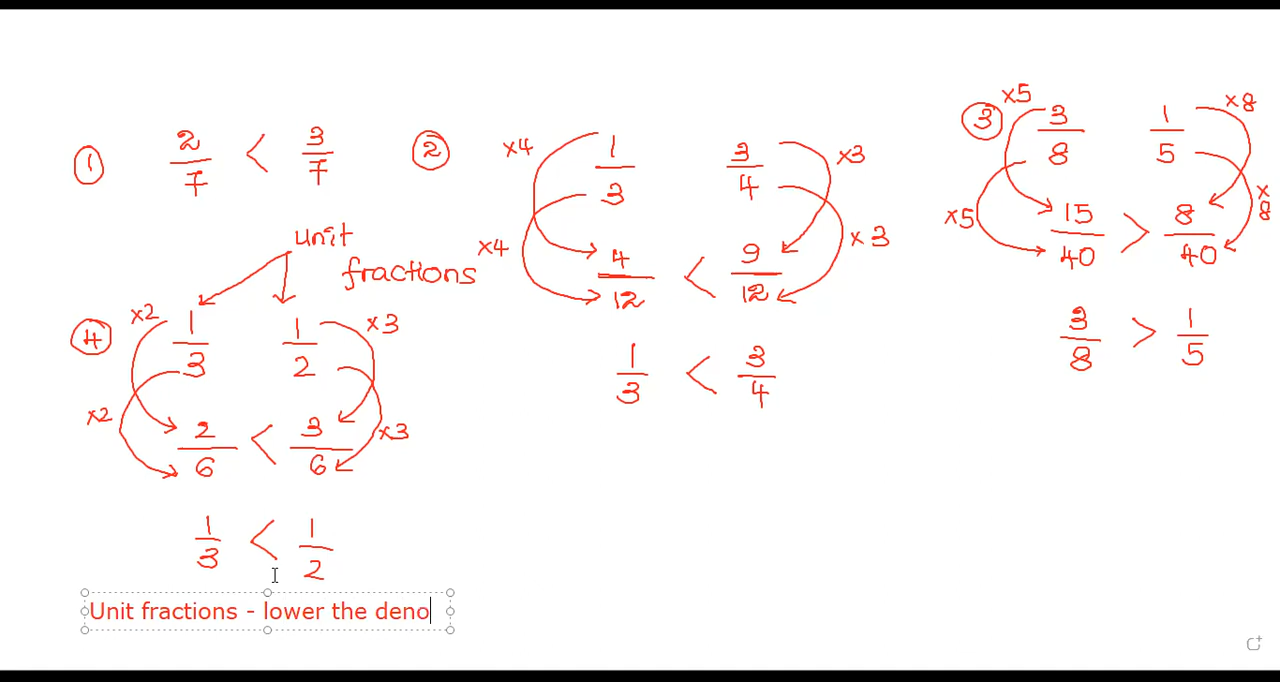 ① 2/7 < 3/7
② ×4 1/3 3/4 ×3
×4 4/12 < 9/12 ×3
1/3 < 3/4
③ ×5 3/8 1/5 ×8
×5 15/40 > 8/40 ×8
3/8 > 1/5
unit
fractions
④ ×2 1/3 1/2 ×3
×2 2/6 < 3/6 ×3
1/3 < 1/2
Unit fractions - lower the deno